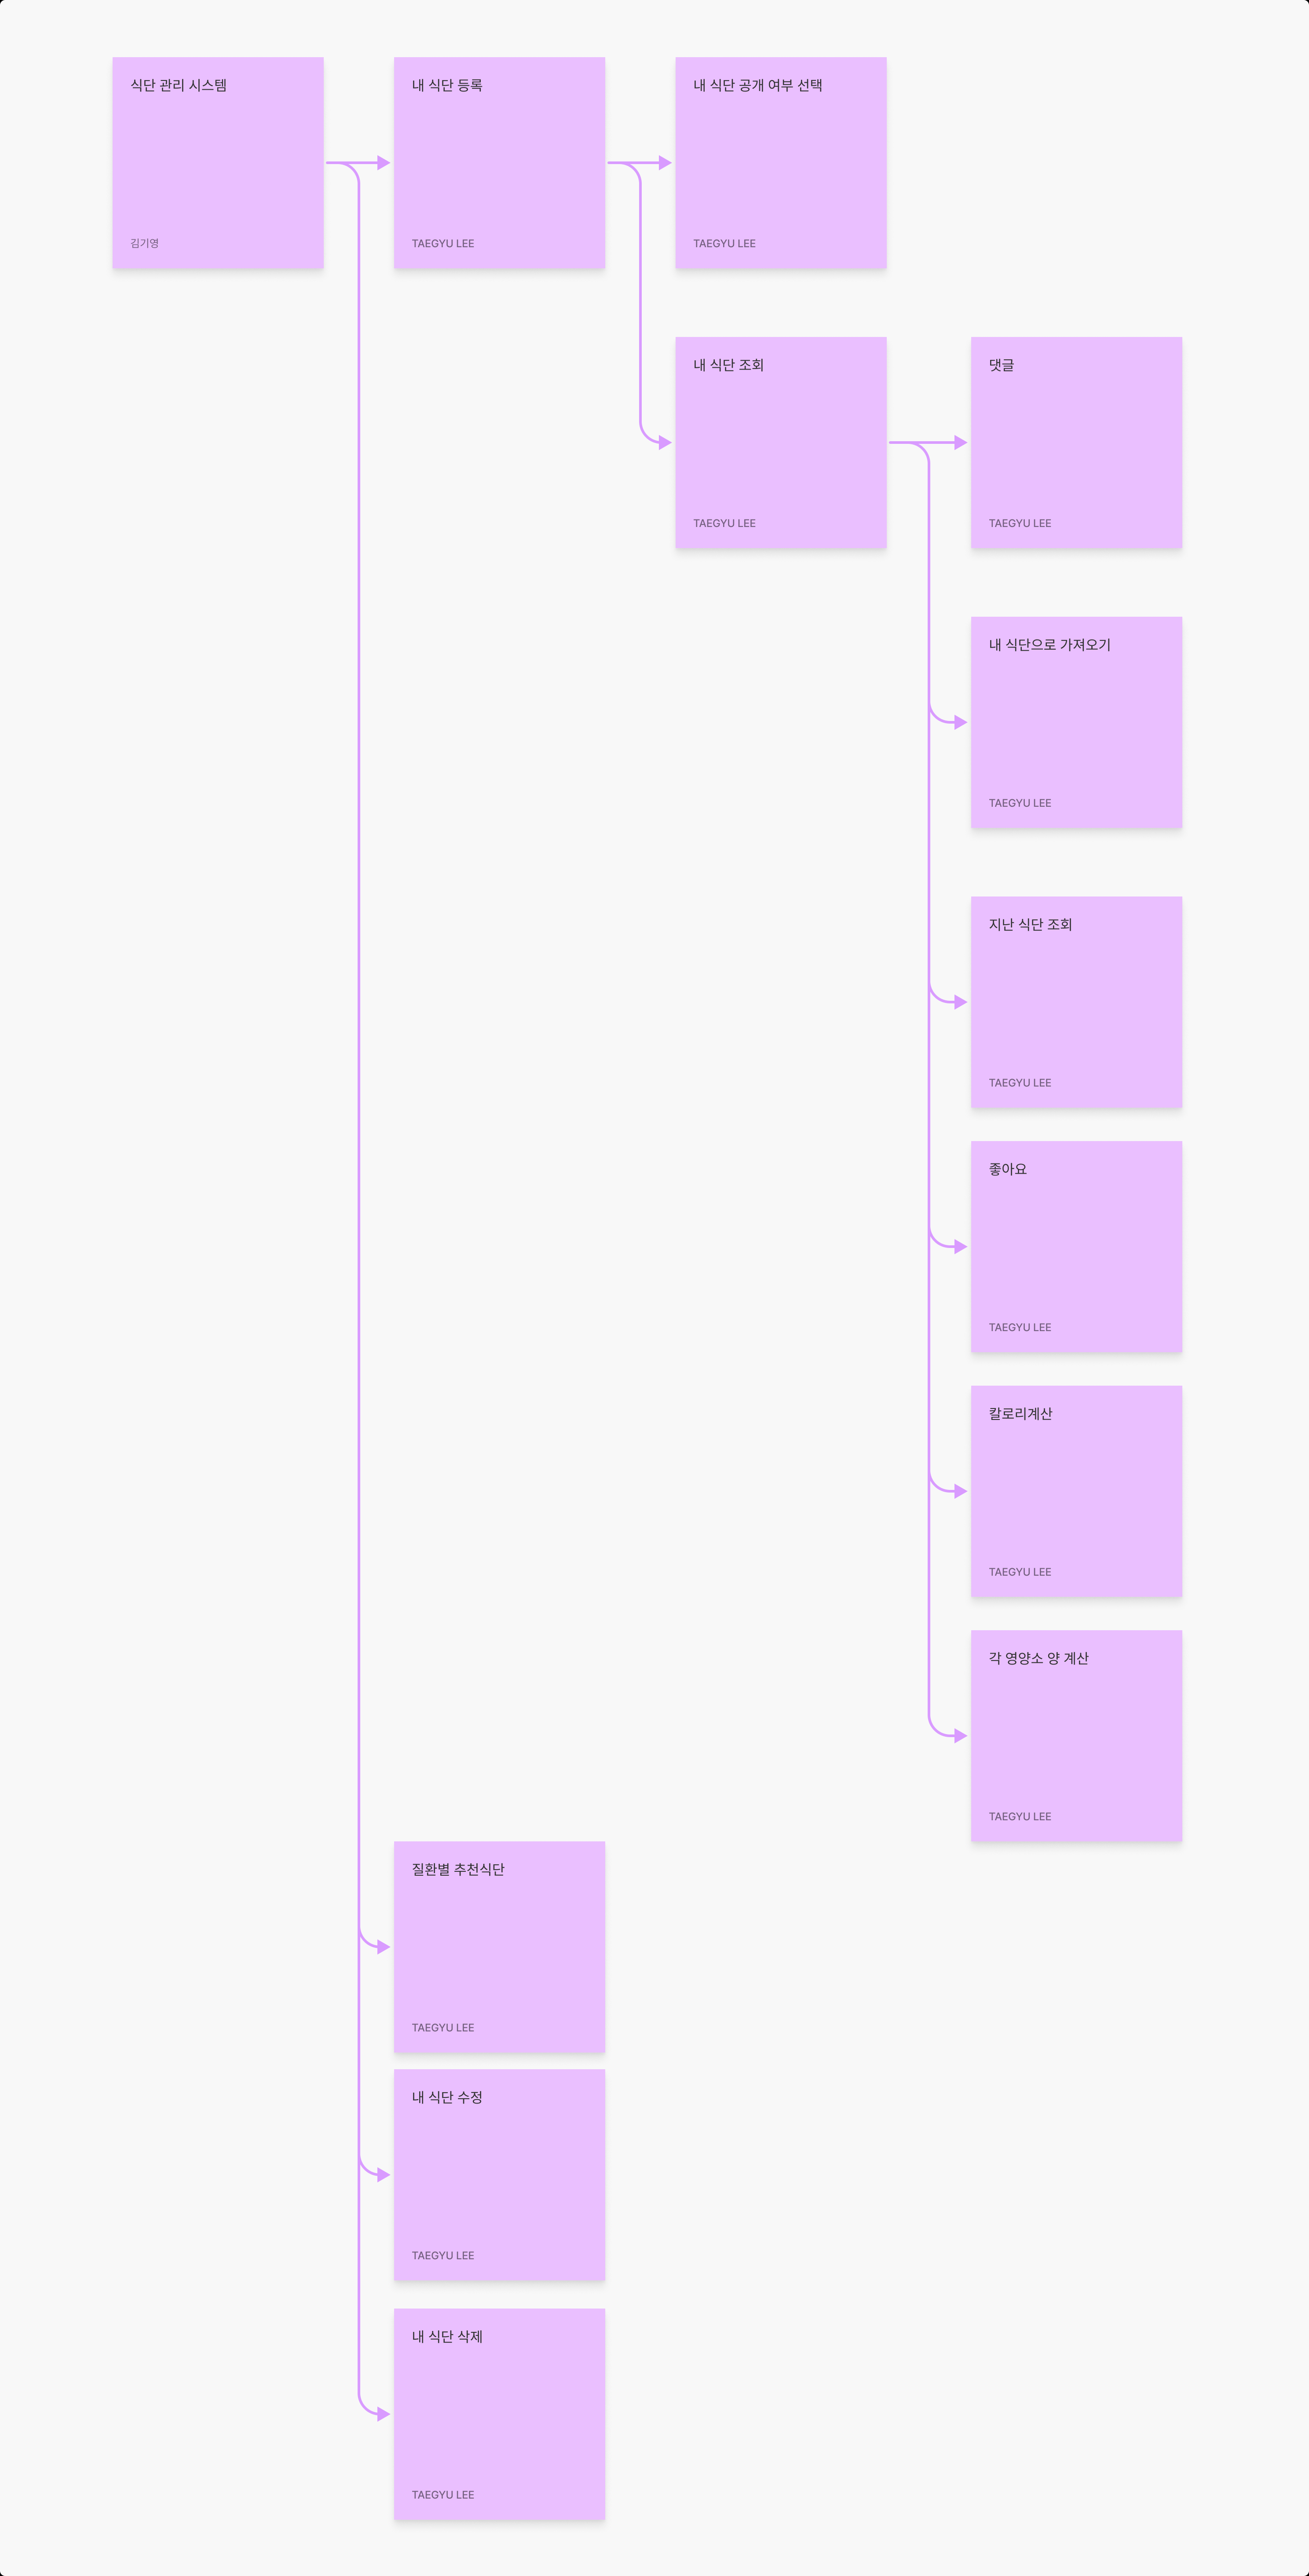 식단 관리 시스템
김기영
내 식단 등록
TAEGYU LEE
내 식단 공개 여부 선택
TAEGYU LEE
내 식단 조회
TAEGYU LEE
댓글
TAEGYU LEE
내 식단으로 가져오기
TAEGYU LEE
지난 식단 조회
TAEGYU LEE
좋아요
TAEGYU LEE
칼로리계산
TAEGYU LEE
각 영양소 양 계산
TAEGYU LEE
질환별 추천식단
TAEGYU LEE
내 식단 수정
TAEGYU LEE
내 식단 삭제
TAEGYU LEE